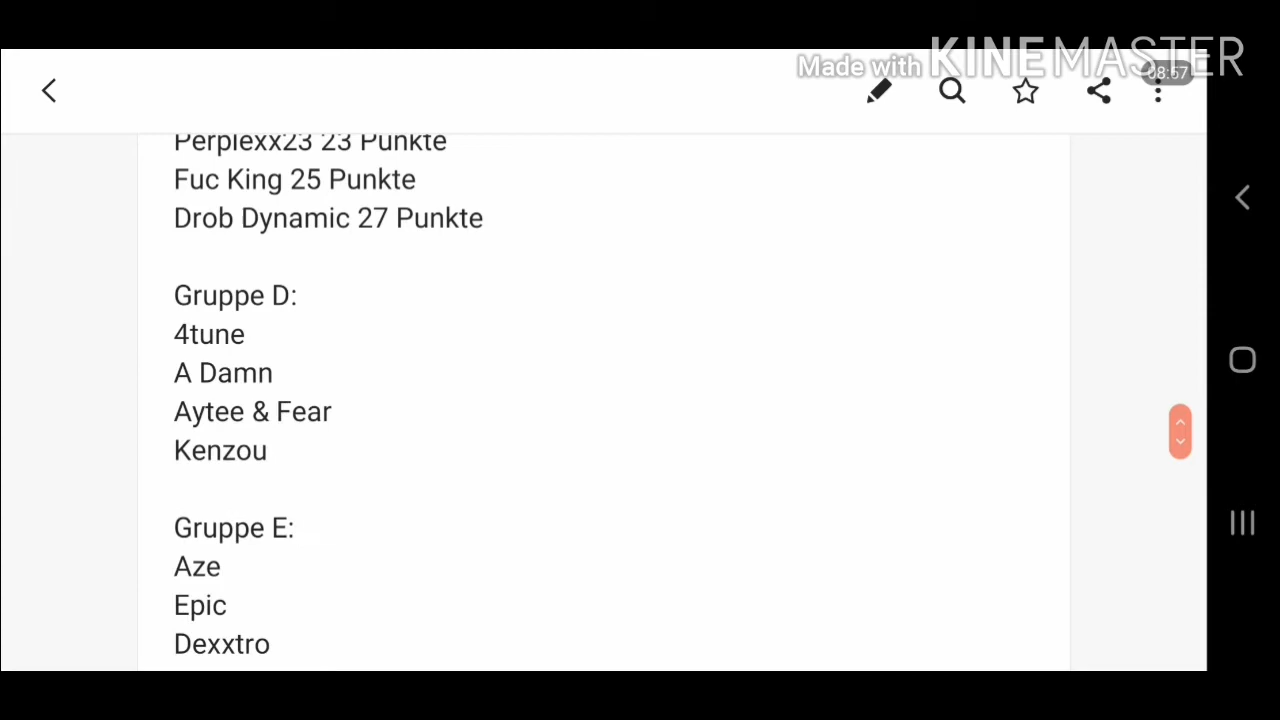 Made with KINEMASTER
Perplexx23 23 Punkte
Fuc King 25 Punkte
Drob Dynamic 27 Punkte
Gruppe D:
4tune
A Damn
Aytee & Fear
Kenzou
Gruppe E:
Aze
Epic
Dexxtro